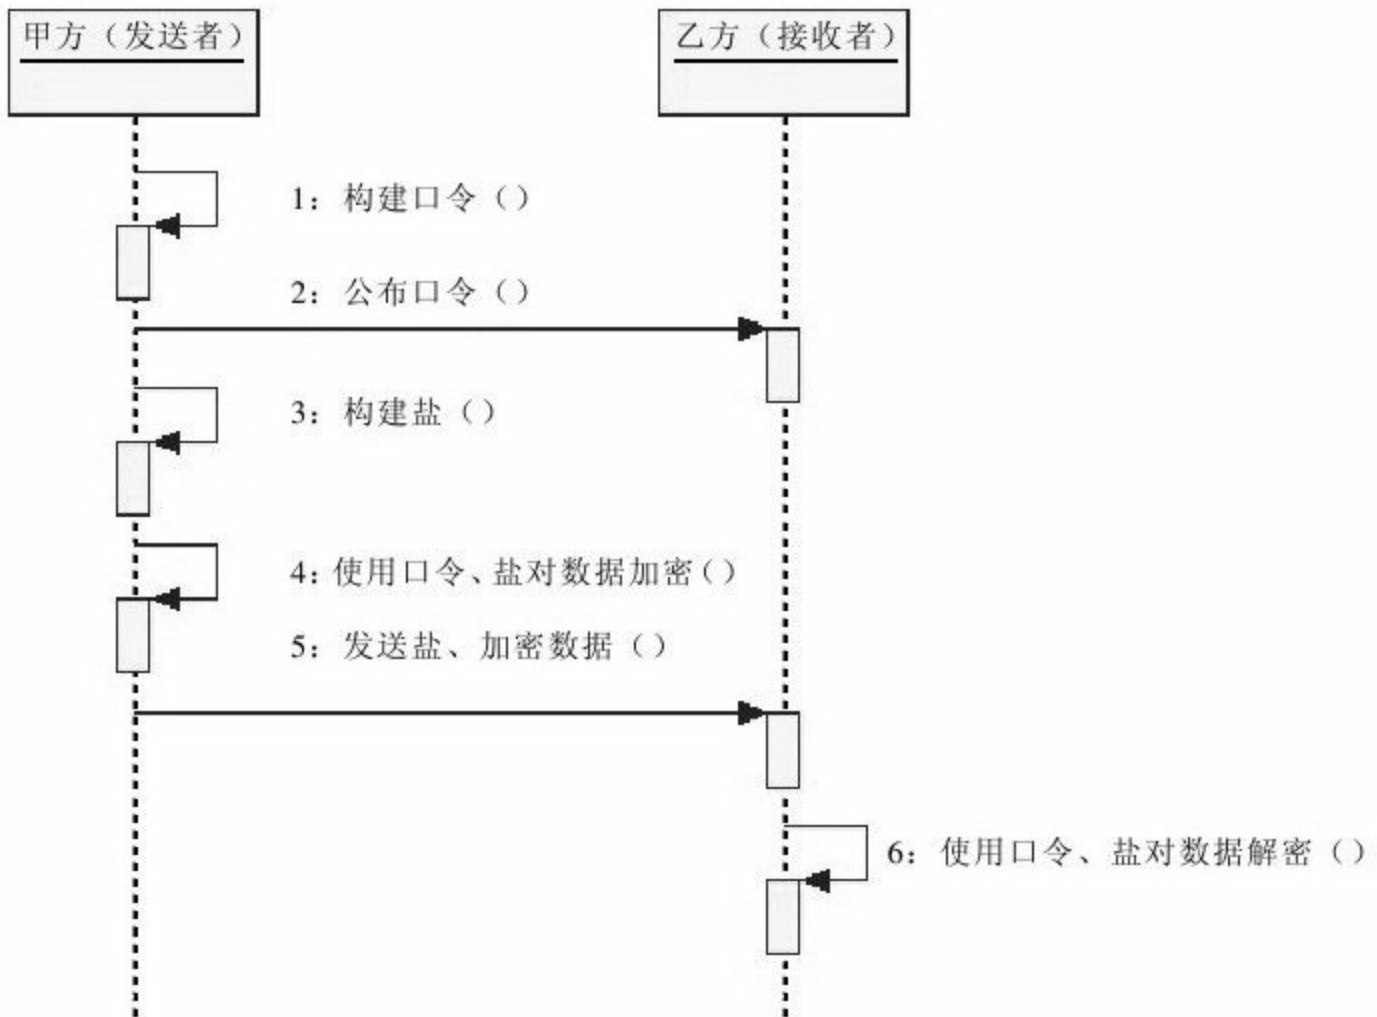 甲方（发送者）
乙方（接收者）
1：构建口令（）
2：公布口令（）
3：构建盐（）
4：使用口令、盐对数据加密（）
5：发送盐、加密数据（）
6：使用口令、盐对数据解密（）